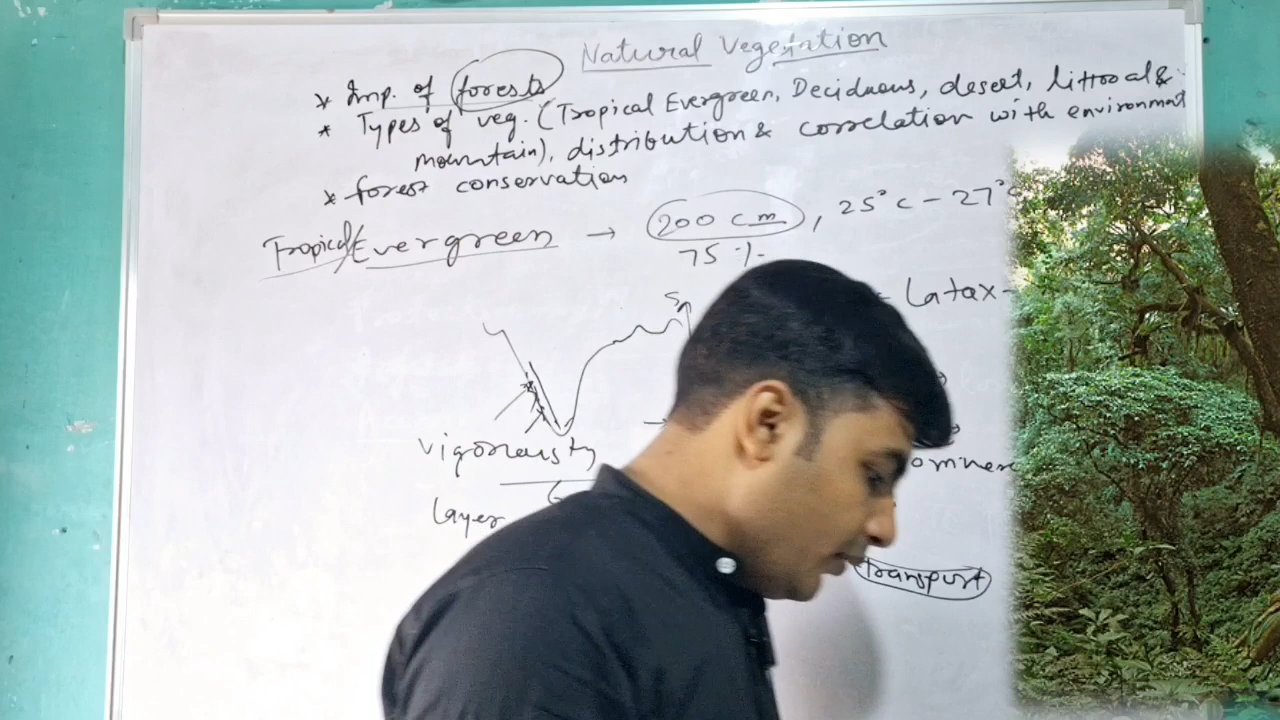 Natural Vegetation
* Imp. of forests
* Types of veg. (Tropical Evergreen, Deciduous, desert, littoral &
mountain), distribution & correlation with environment
* forest conservation
Tropical/Evergreen → 200 cm, 25°c - 27°c
75 %
- Latax -
vigorously
layer
transport